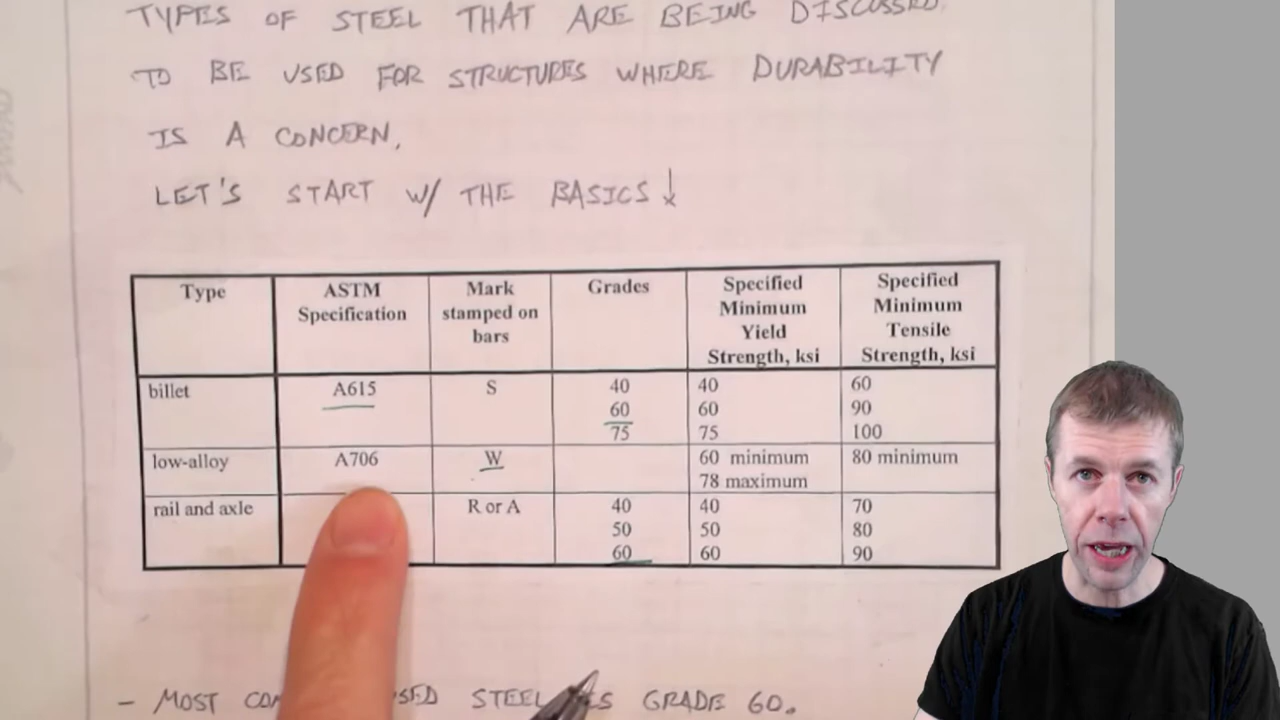 TYPES OF STEEL THAT ARE BEING DISCUSSED
TO BE USED FOR STRUCTURES WHERE DURABILITY
IS A CONCERN.
LET'S START W/ THE BASICS ↓
Type ASTM Specification Mark stamped on bars Grades Specified Minimum Yield Strength, ksi Specified Minimum Tensile Strength, ksi
billet A615 S 40 40 60
60 60 90
75 75 100
low-alloy A706 W 60 minimum 80 minimum
78 maximum
rail and axle R or A 40 40 70
50 50 80
60 60 90
- MOST STEEL IS GRADE 60.